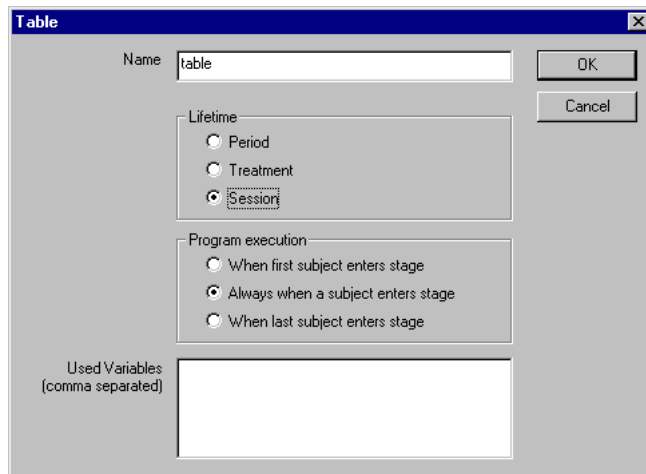 Table
Name
table
OK
Cancel
Lifetime
Period
Treatment
Session
Program execution
When first subject enters stage
Always when a subject enters stage
When last subject enters stage
Used Variables
(comma separated)